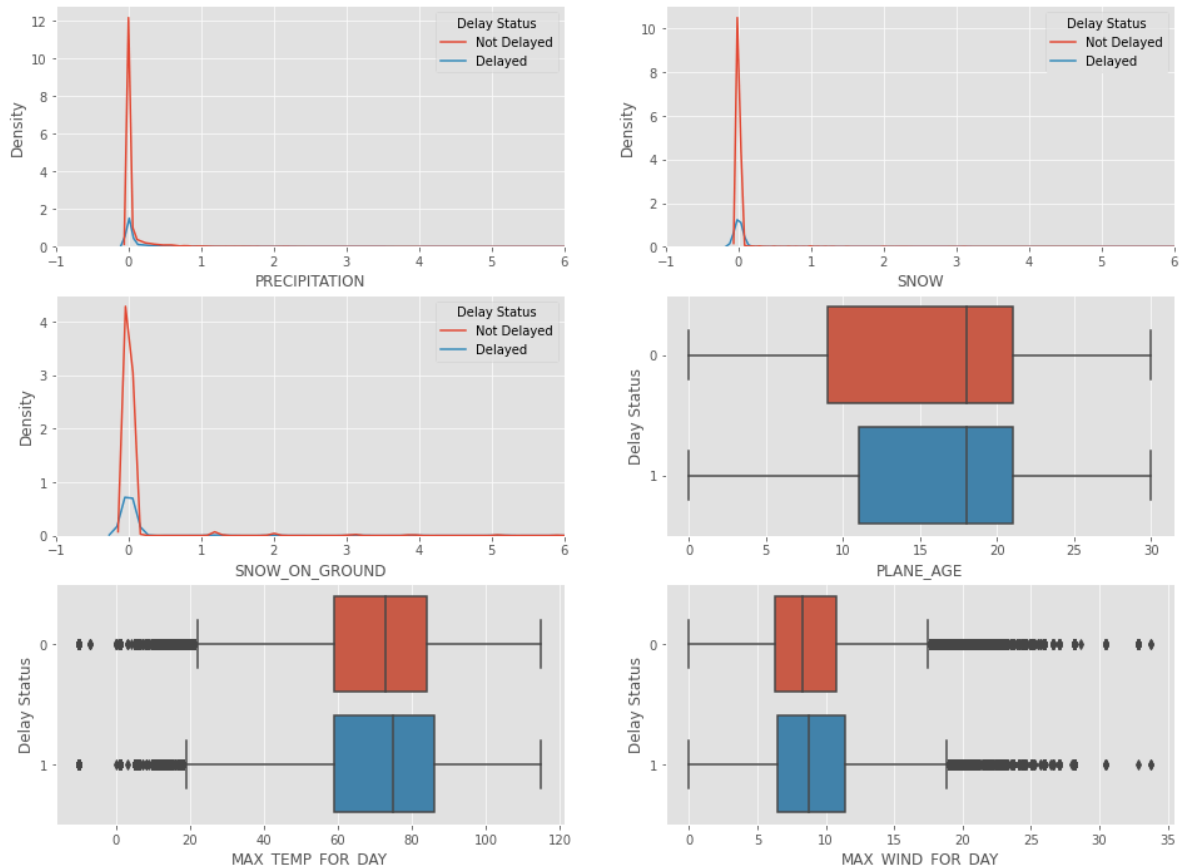 Density
12
10
8
6
4
2
0
Delay Status
Not Delayed
Delayed
−1 0 1 2 3 4 5 6
PRECIPITATION
Density
10
8
6
4
2
0
Delay Status
Not Delayed
Delayed
−1 0 1 2 3 4 5 6
SNOW
Density
4
3
2
1
0
Delay Status
Not Delayed
Delayed
−1 0 1 2 3 4 5 6
SNOW_ON_GROUND
Delay Status
0
1
0 5 10 15 20 25 30
PLANE_AGE
Delay Status
0
1
0 20 40 60 80 100 120
MAX_TEMP_FOR_DAY
Delay Status
0
1
0 5 10 15 20 25 30 35
MAX_WIND_FOR_DAY